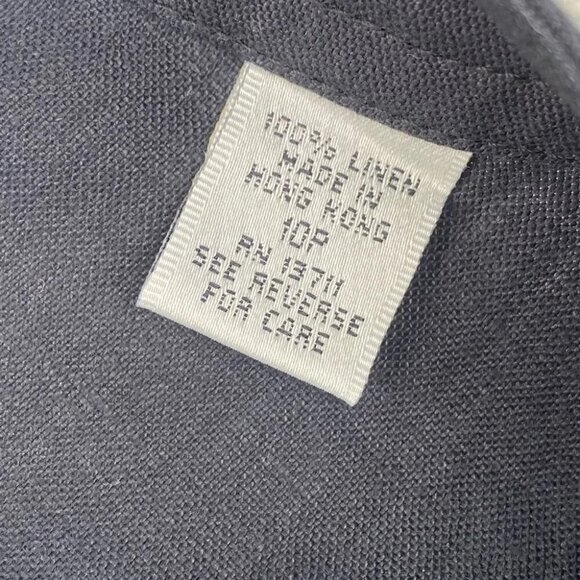 100% LINEN
MADE IN
HONG KONG
10P
RN 13711
SEE REVERSE
FOR CARE